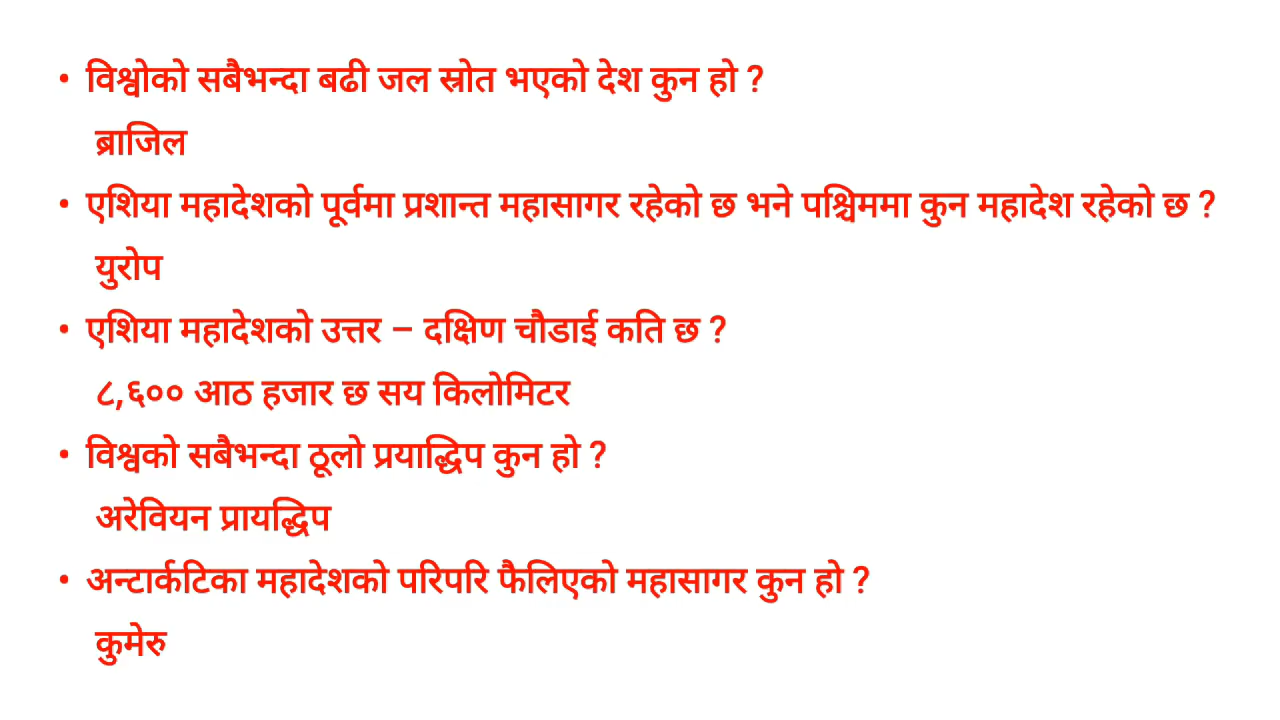 • विश्वोको सबैभन्दा बढी जल स्रोत भएको देश कुन हो ?
ब्राजिल
• एशिया महादेशको पूर्वमा प्रशान्त महासागर रहेको छ भने पश्चिममा कुन महादेश रहेको छ ?
युरोप
• एशिया महादेशको उत्तर – दक्षिण चौडाई कति छ ?
८,६०० आठ हजार छ सय किलोमिटर
• विश्वको सबैभन्दा ठूलो प्रयाद्धिप कुन हो ?
अरेवियन प्रायद्धिप
• अन्टार्कटिका महादेशको परिपरि फैलिएको महासागर कुन हो ?
कुमेरु